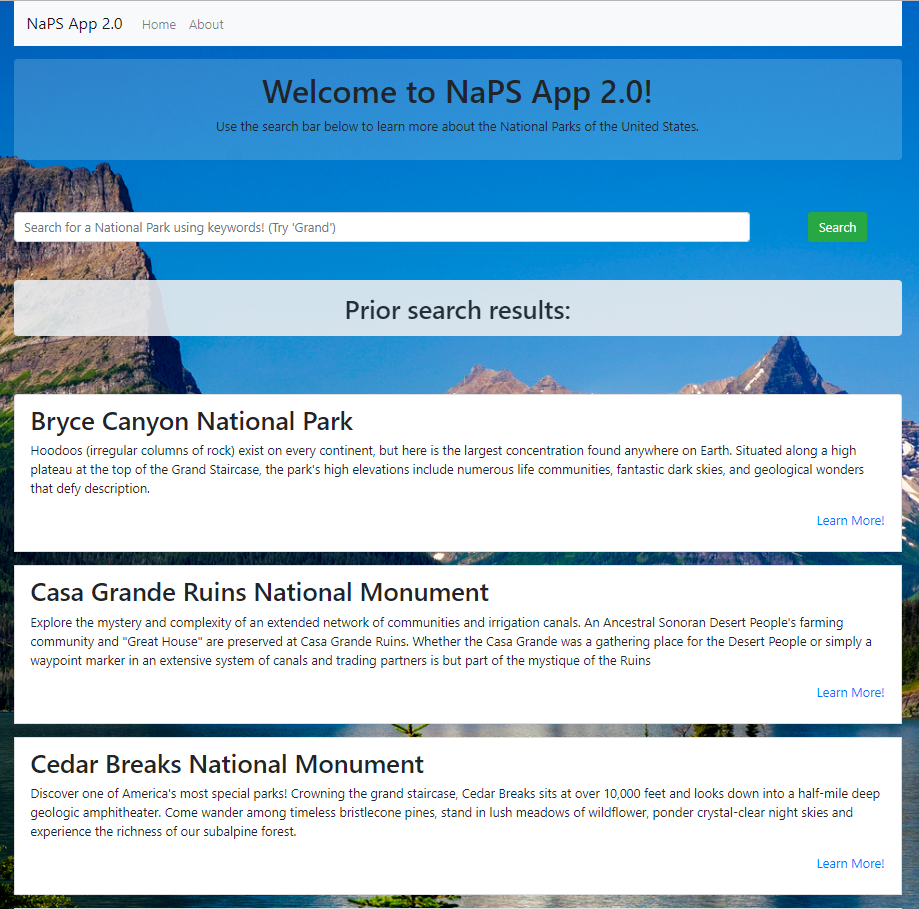 NaPS App 2.0 Home About
Welcome to NaPS App 2.0!
Use the search bar below to learn more about the National Parks of the United States.
Search for a National Park using keywords! (Try 'Grand') Search
Prior search results:
Bryce Canyon National Park
Hoodoos (irregular columns of rock) exist on every continent, but here is the largest concentration found anywhere on Earth. Situated along a high
plateau at the top of the Grand Staircase, the park's high elevations include numerous life communities, fantastic dark skies, and geological wonders
that defy description.
Learn More!
Casa Grande Ruins National Monument
Explore the mystery and complexity of an extended network of communities and irrigation canals. An Ancestral Sonoran Desert People's farming
community and "Great House" are preserved at Casa Grande Ruins. Whether the Casa Grande was a gathering place for the Desert People or simply a
waypoint marker in an extensive system of canals and trading partners is but part of the mystique of the Ruins
Learn More!
Cedar Breaks National Monument
Discover one of America's most special parks! Crowning the grand staircase, Cedar Breaks sits at over 10,000 feet and looks down into a half-mile deep
geologic amphitheater. Come wander among timeless bristlecone pines, stand in lush meadows of wildflower, ponder crystal-clear night skies and
experience the richness of our subalpine forest.
Learn More!